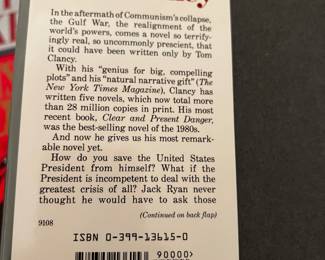 In the aftermath of Communism's collapse,
the Gulf War, the realignment of the
world's powers, comes a novel so terrify-
ingly real, so uncommonly prescient, that
it could have been written only by Tom
Clancy.
With his "genius for big, compelling
plots" and his "natural narrative gift" (The
New York Times Magazine), Clancy has
written five novels, which now total more
than 28 million copies in print. His most
recent book, Clear and Present Danger,
was the best-selling novel of the 1980s.
And now he gives us his most remark-
able novel yet.
How do you save the United States
President from himself? What if the
President is incompetent to deal with the
greatest crisis of all? Jack Ryan never
thought he would have to ask those
(Continued on back flap)
9108
ISBN 0-399-13615-0
90000>